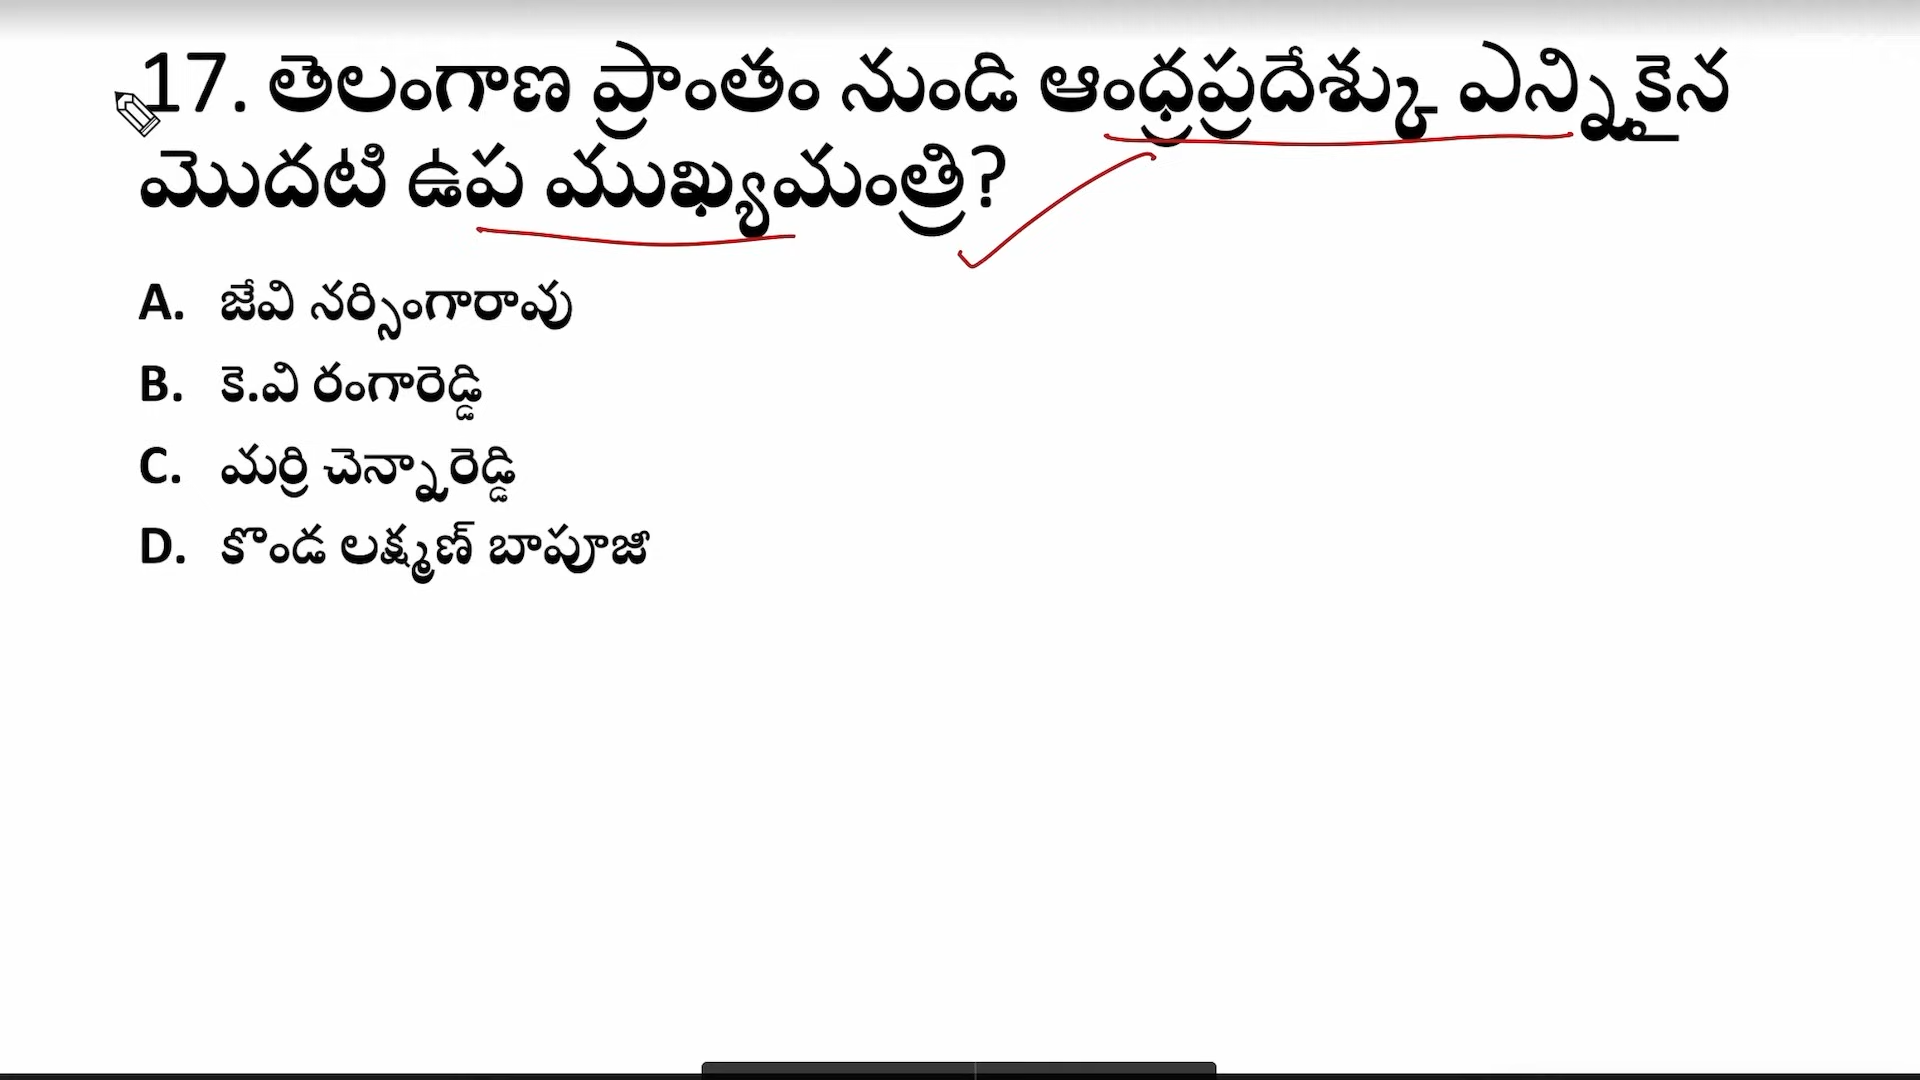 17. తెలంగాణ ప్రాంతం నుండి ఆంధ్రప్రదేశ్కు ఎన్నికైన
మొదటి ఉప ముఖ్యమంత్రి?
A. జేవి నర్సింగారావు
B. కె.వి రంగారెడ్డి
C. మర్రి చెన్నారెడ్డి
D. కొండ లక్ష్మణ్ బాపూజీ